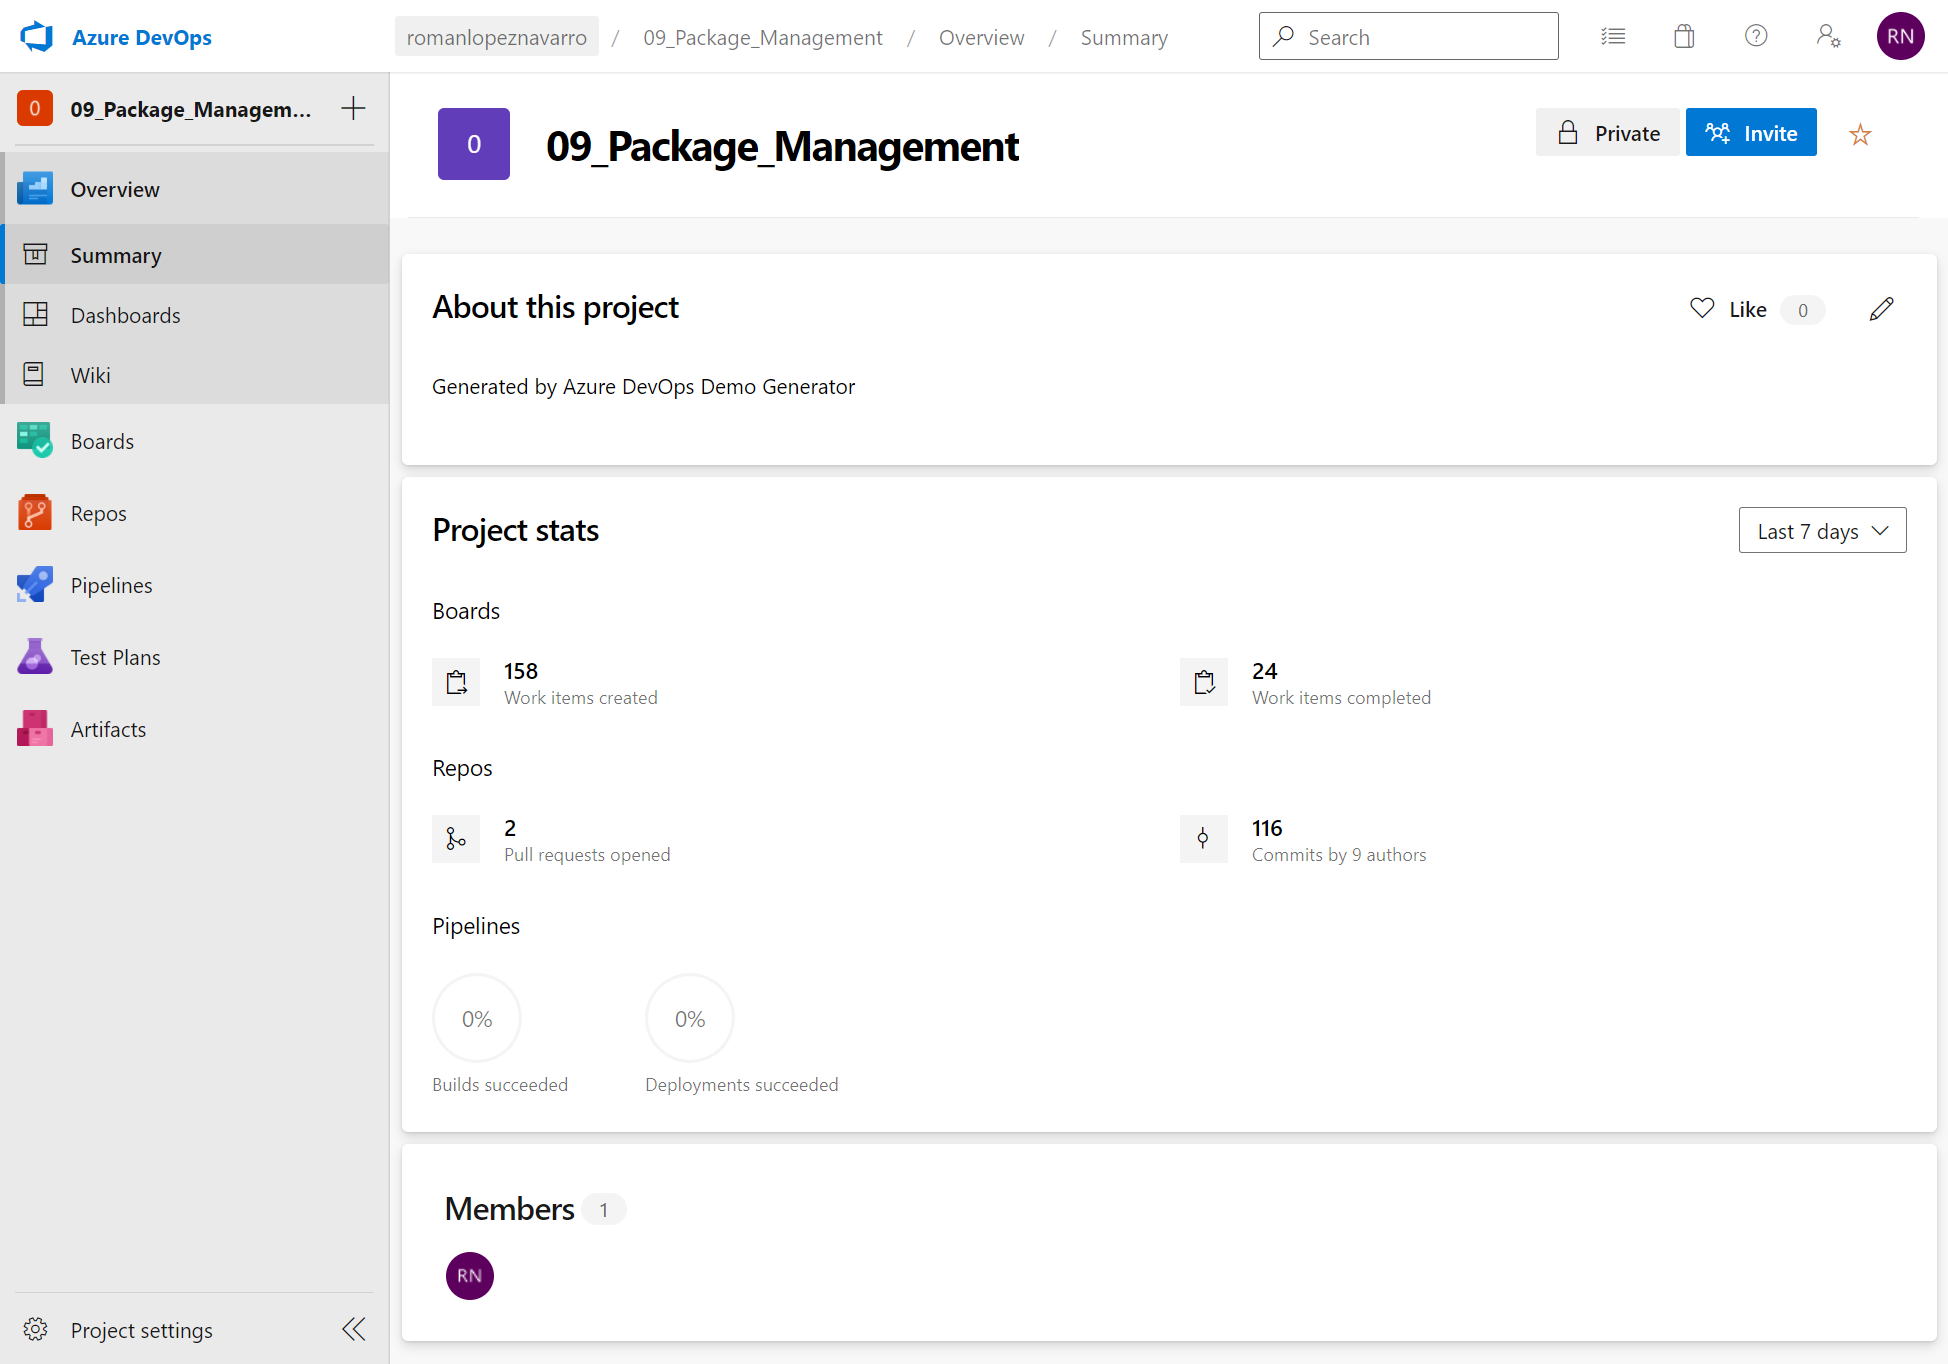 Azure DevOps
romanlopeznavarro / 09_Package_Management / Overview / Summary
Search
RN
0 09_Package_Managem...
Overview
Summary
Dashboards
Wiki
Boards
Repos
Pipelines
Test Plans
Artifacts
Project settings
0 09_Package_Management
Private
Invite
About this project
Like 0
Generated by Azure DevOps Demo Generator
Project stats
Last 7 days
Boards
158
Work items created
24
Work items completed
Repos
2
Pull requests opened
116
Commits by 9 authors
Pipelines
0%
Builds succeeded
0%
Deployments succeeded
Members 1
RN